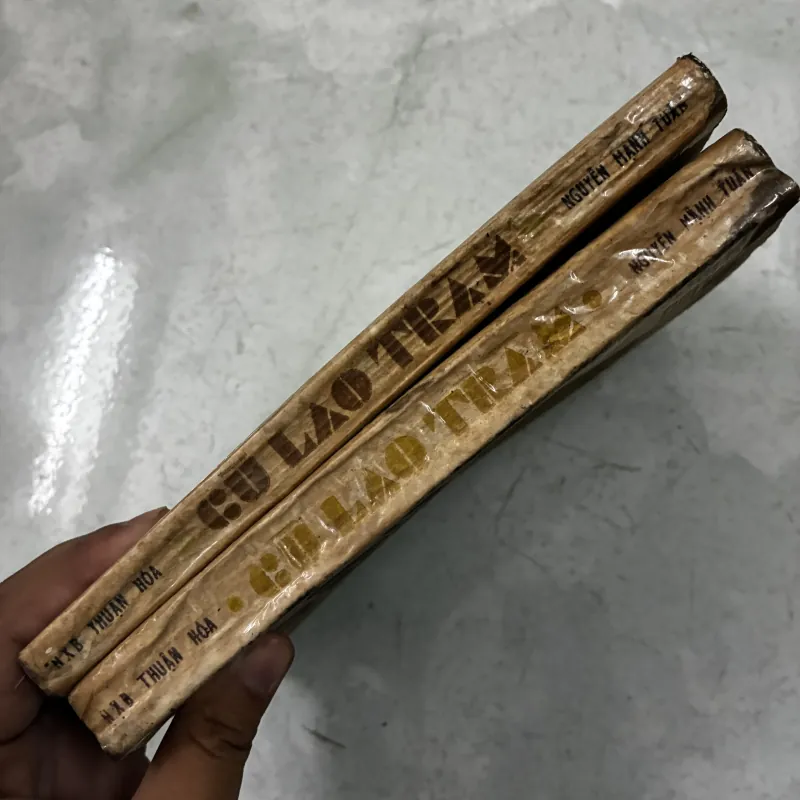 NXB THUẬN HÓA
CÙ LAO TRÀM
NGUYỄN MẠNH TUẤN
NXB THUẬN HÓA
• CÙ LAO TRÀM •
NGUYỄN MẠNH TUẤN